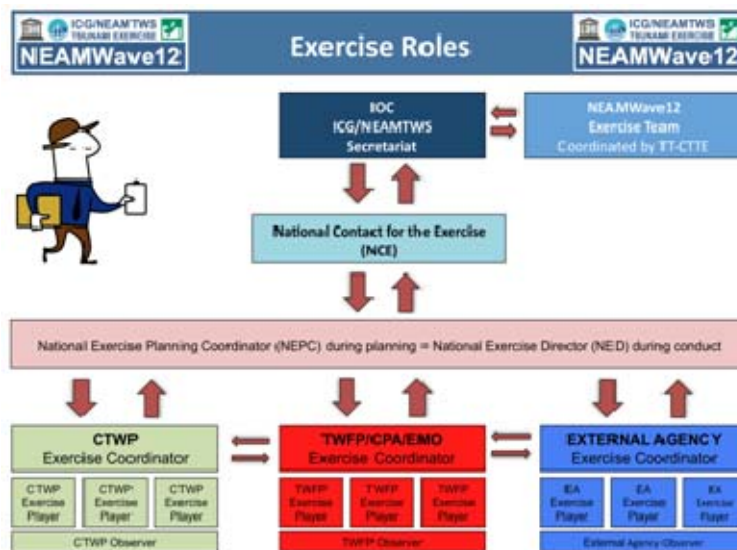 ICG/NEAMTWS
TSUNAMI EXERCISE
NEAMWave12
Exercise Roles
ICG/NEAMTWS
TSUNAMI EXERCISE
NEAMWave12
IOC
ICG/NEAMTWS
Secretariat
NEAMWave12
Exercise Team
Coordinated by TT-CTTE
National Contact for the Exercise
(NCE)
National Exercise Planning Coordinator (NEPC) during planning = National Exercise Director (NED) during conduct
CTWP
Exercise Coordinator
TWFP/CPA/EMO
Exercise Coordinator
EXTERNAL AGENCY
Exercise Coordinator
CTWP
Exercise
Player
CTWP
Exercise
Player
CTWP
Exercise
Player
TWFP
Exercise
Player
TWFP
Exercise
Player
TWFP
Exercise
Player
EA
Exercise
Player
EA
Exercise
Player
EA
Exercise
Player
CTWP Observer
TWFP Observer
External Agency Observer